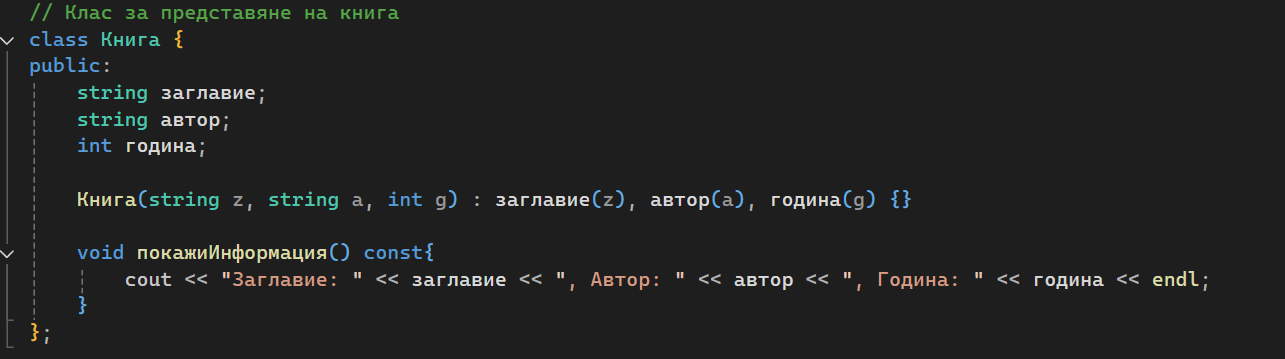 // Клас за представяне на книга
class Книга {
public:
    string заглавие;
    string автор;
    int година;

    Книга(string z, string a, int g) : заглавие(z), автор(a), година(g) {}

    void покажиИнформация() const{
        cout << "Заглавие: " << заглавие << ", Автор: " << автор << ", Година: " << година << endl;
    }
};